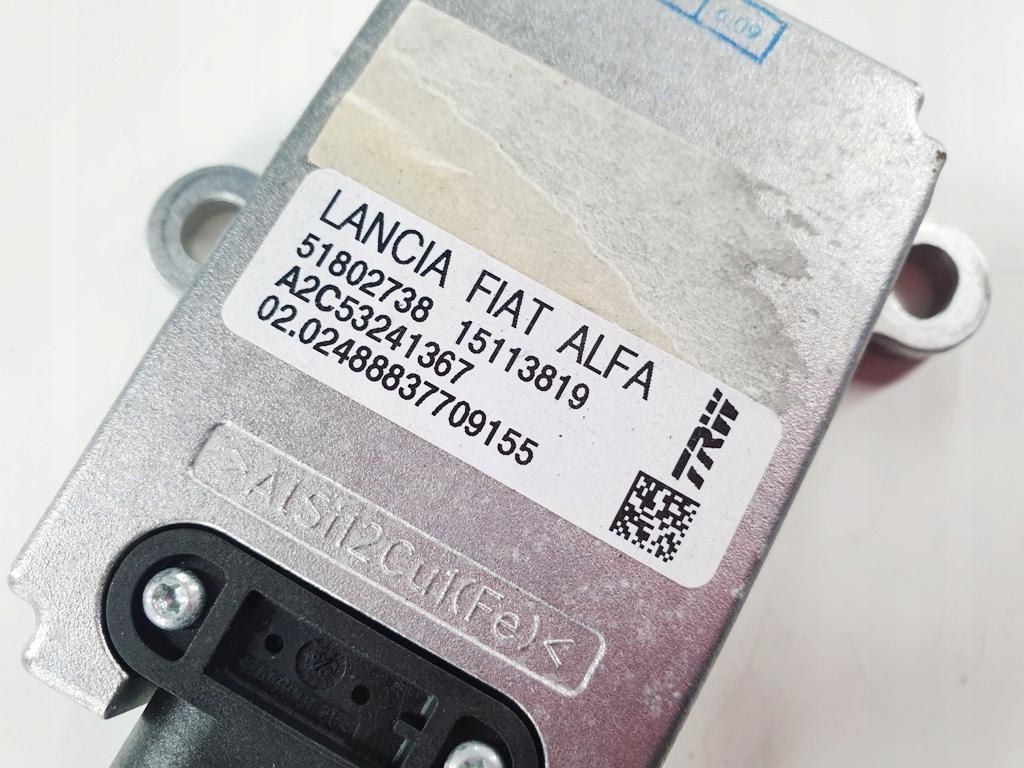 6.09
LANCIA FIAT ALFA
51802738 15113819
A2C53241367
02.02488837709155
TRW
>AlSi12Cu1(Fe)<